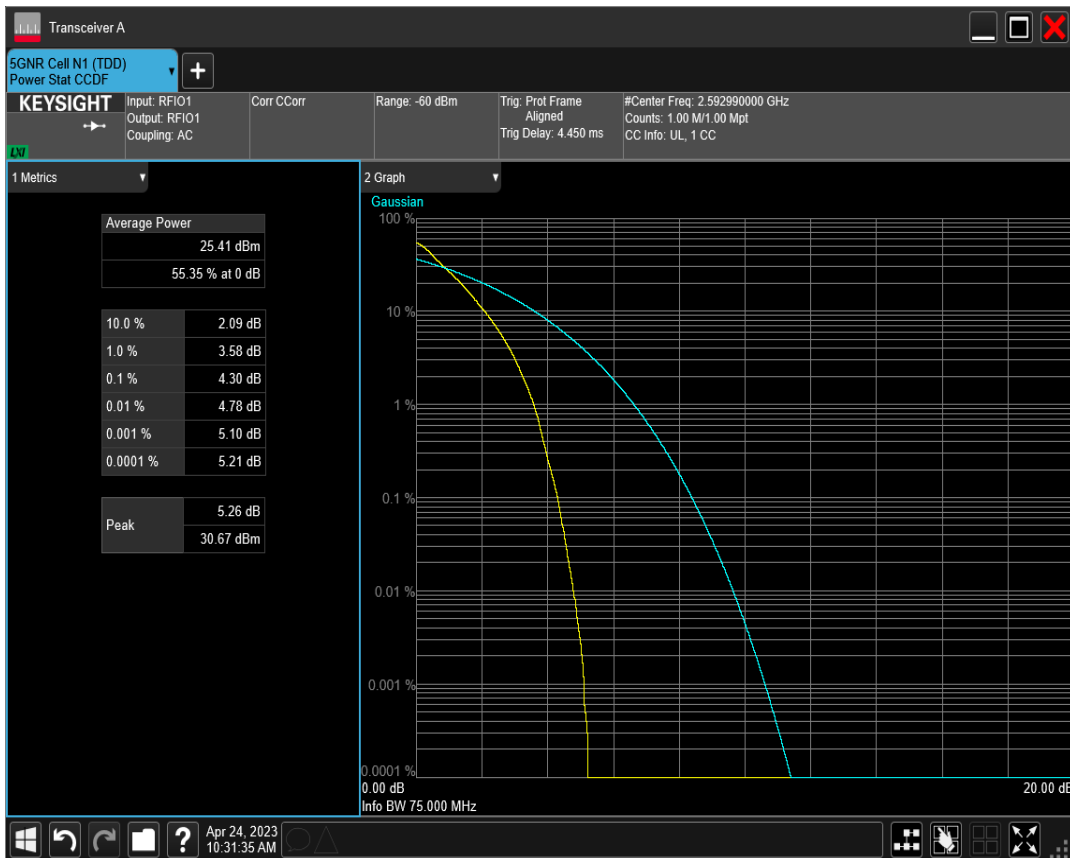 Transceiver A
5GNR Cell N1 (TDD)
Power Stat CCDF
KEYSIGHT
LXI
Input: RFIO1
Output: RFIO1
Coupling: AC
Corr CCorr
Range: -60 dBm
Trig: Prot Frame
Aligned
Trig Delay: 4.450 ms
#Center Freq: 2.592990000 GHz
Counts: 1.00 M/1.00 Mpt
CC Info: UL, 1 CC
1 Metrics
Average Power
25.41 dBm
55.35 % at 0 dB
10.0 % 2.09 dB
1.0 % 3.58 dB
0.1 % 4.30 dB
0.01 % 4.78 dB
0.001 % 5.10 dB
0.0001 % 5.21 dB
Peak 5.26 dB
30.67 dBm
2 Graph
Gaussian
100 %
10 %
1 %
0.1 %
0.01 %
0.001 %
0.0001 %
0.00 dB 20.00 dB
Info BW 75.000 MHz
? Apr 24, 2023
10:31:35 AM